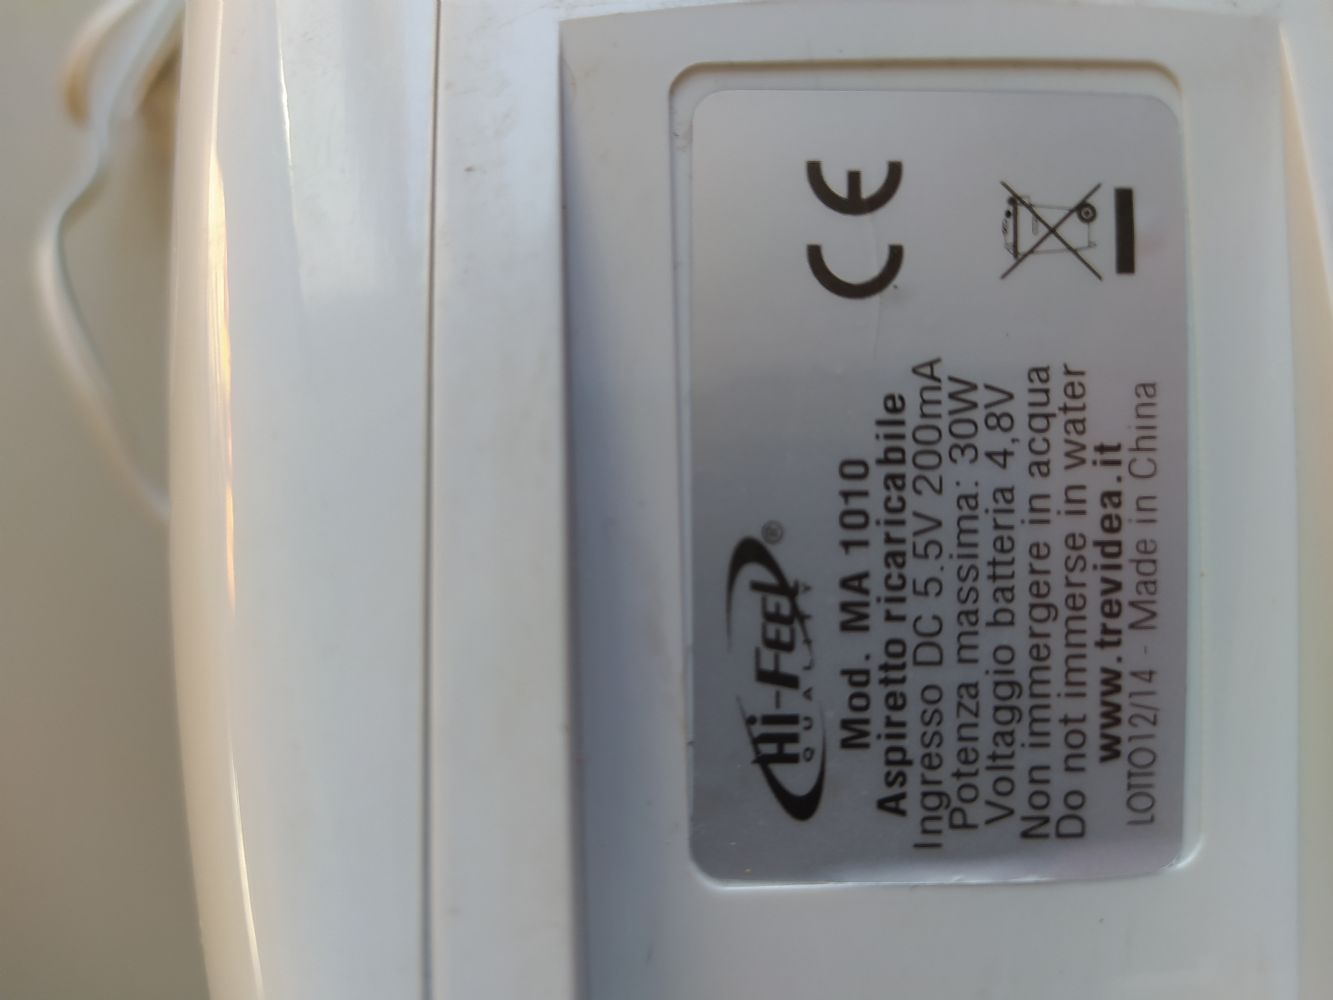 Hi-FEEL®
QUALITY
Mod. MA 1010
Aspiretto ricaricabile
Ingresso DC 5.5V 200mA
Potenza massima: 30W
Voltaggio batteria 4,8V
Non immergere in acqua
Do not immerse in water
www.trevidea.it
LOTTO12/14 - Made in China
CE